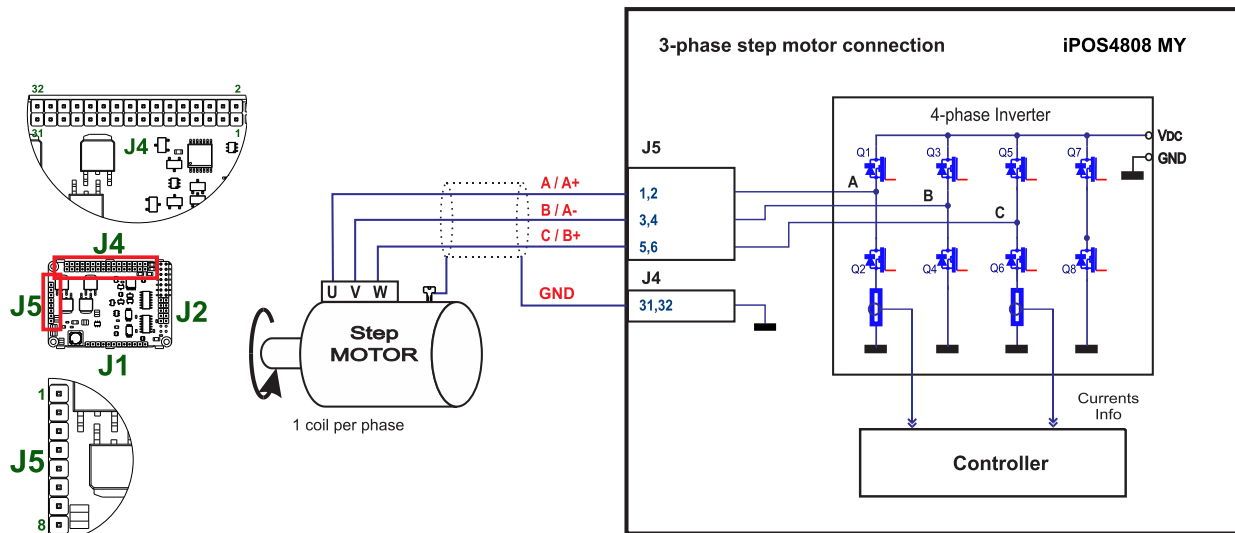 3-phase step motor connection
iPOS4808 MY
32
2
31
1
J4
J4
J5
J2
J1
1
J5
8
A / A+
B / A-
C / B+
GND
U V W
Step
MOTOR
1 coil per phase
J5
1,2
3,4
5,6
J4
31,32
4-phase Inverter
VDC
GND
Q1
Q3
Q5
Q7
A
B
C
Q2
Q4
Q6
Q8
Currents
Info
Controller